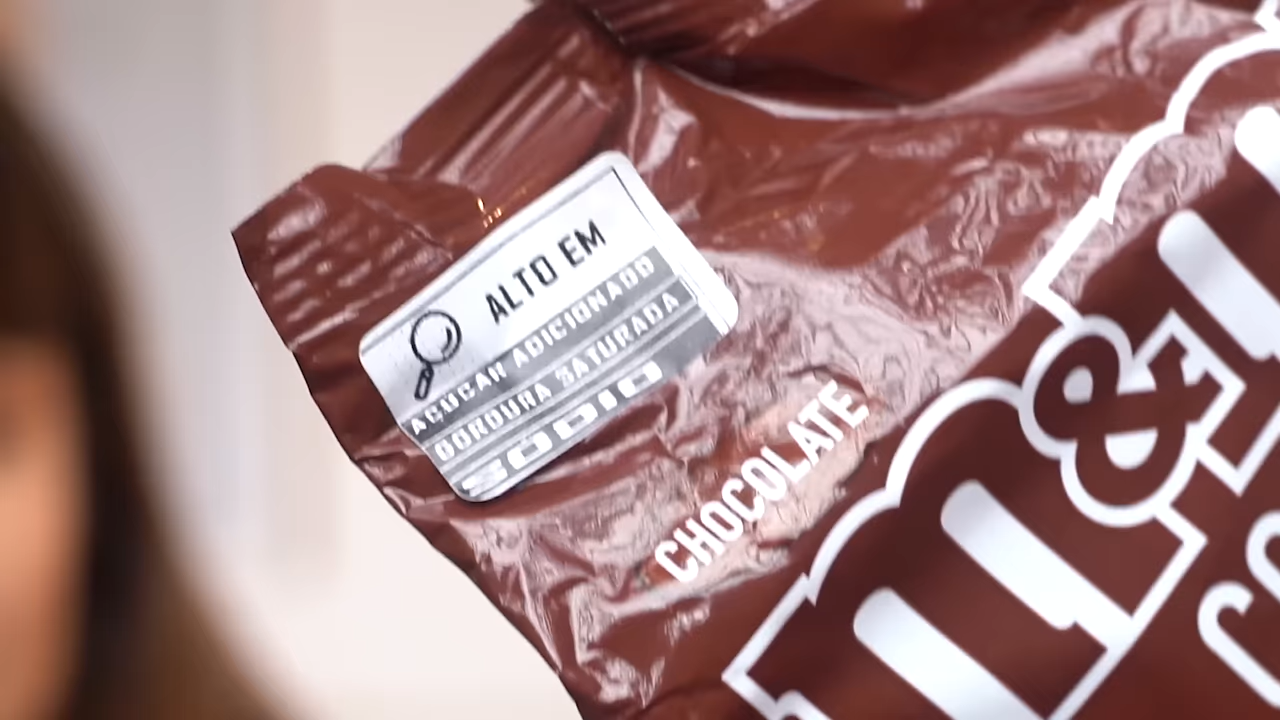 ALTO EM
AÇÚCAR ADICIONADO
GORDURA SATURADA
SÓDIO
CHOCOLATE
&